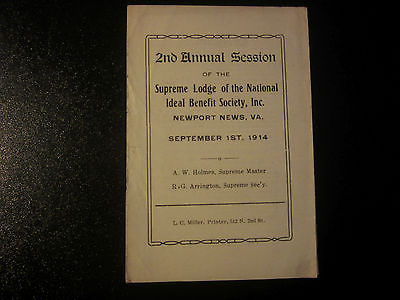 2nd Annual Session
OF THE
Supreme Lodge of the National
Ideal Benefit Society, Inc.
NEWPORT NEWS, VA.
SEPTEMBER 1ST, 1914
A. W. Holmes, Supreme Master
R. G. Arrington, Supreme Sec'y.
L. C. Miller, Printer, 512 N. 2nd St.